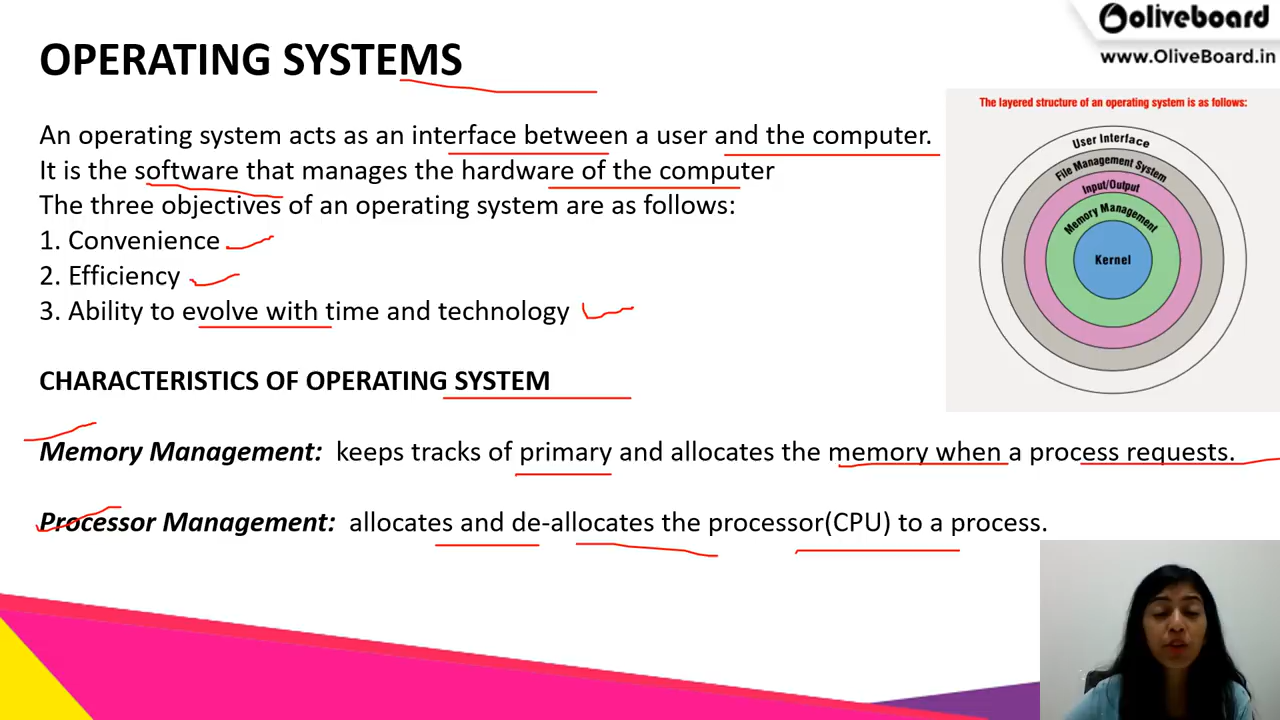 oliveboard
www.OliveBoard.in
OPERATING SYSTEMS
An operating system acts as an interface between a user and the computer.
It is the software that manages the hardware of the computer
The three objectives of an operating system are as follows:
1. Convenience
2. Efficiency
3. Ability to evolve with time and technology
The layered structure of an operating system is as follows:
User Interface
File Management System
Input/Output
Memory Management
Kernel
CHARACTERISTICS OF OPERATING SYSTEM
Memory Management: keeps tracks of primary and allocates the memory when a process requests.
Processor Management: allocates and de-allocates the processor(CPU) to a process.